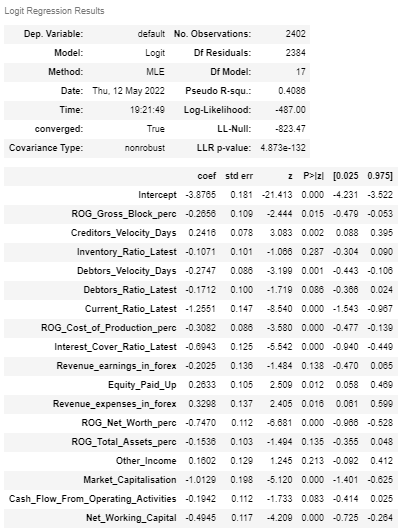 Logit Regression Results
Dep. Variable: default No. Observations: 2402
Model: Logit Df Residuals: 2384
Method: MLE Df Model: 17
Date: Thu, 12 May 2022 Pseudo R-squ.: 0.4086
Time: 19:21:49 Log-Likelihood: -487.00
converged: True LL-Null: -823.47
Covariance Type: nonrobust LLR p-value: 4.873e-132
coef std err z P>|z| [0.025 0.975]
Intercept -3.8765 0.181 -21.413 0.000 -4.231 -3.522
ROG_Gross_Block_perc -0.2656 0.109 -2.444 0.015 -0.479 -0.053
Creditors_Velocity_Days 0.2416 0.078 3.083 0.002 0.088 0.395
Inventory_Ratio_Latest -0.1071 0.101 -1.066 0.287 -0.304 0.090
Debtors_Velocity_Days -0.2747 0.086 -3.199 0.001 -0.443 -0.106
Debtors_Ratio_Latest -0.1712 0.100 -1.719 0.086 -0.366 0.024
Current_Ratio_Latest -1.2551 0.147 -8.540 0.000 -1.543 -0.967
ROG_Cost_of_Production_perc -0.3082 0.086 -3.580 0.000 -0.477 -0.139
Interest_Cover_Ratio_Latest -0.6943 0.125 -5.542 0.000 -0.940 -0.449
Revenue_earnings_in_forex -0.2025 0.136 -1.484 0.138 -0.470 0.065
Equity_Paid_Up 0.2633 0.105 2.509 0.012 0.058 0.469
Revenue_expenses_in_forex 0.3298 0.137 2.405 0.016 0.061 0.599
ROG_Net_Worth_perc -0.7470 0.112 -6.681 0.000 -0.966 -0.528
ROG_Total_Assets_perc -0.1536 0.103 -1.494 0.135 -0.355 0.048
Other_Income 0.1602 0.129 1.245 0.213 -0.092 0.412
Market_Capitalisation -1.0129 0.198 -5.120 0.000 -1.401 -0.625
Cash_Flow_From_Operating_Activities -0.1942 0.112 -1.733 0.083 -0.414 0.025
Net_Working_Capital -0.4945 0.117 -4.209 0.000 -0.725 -0.264